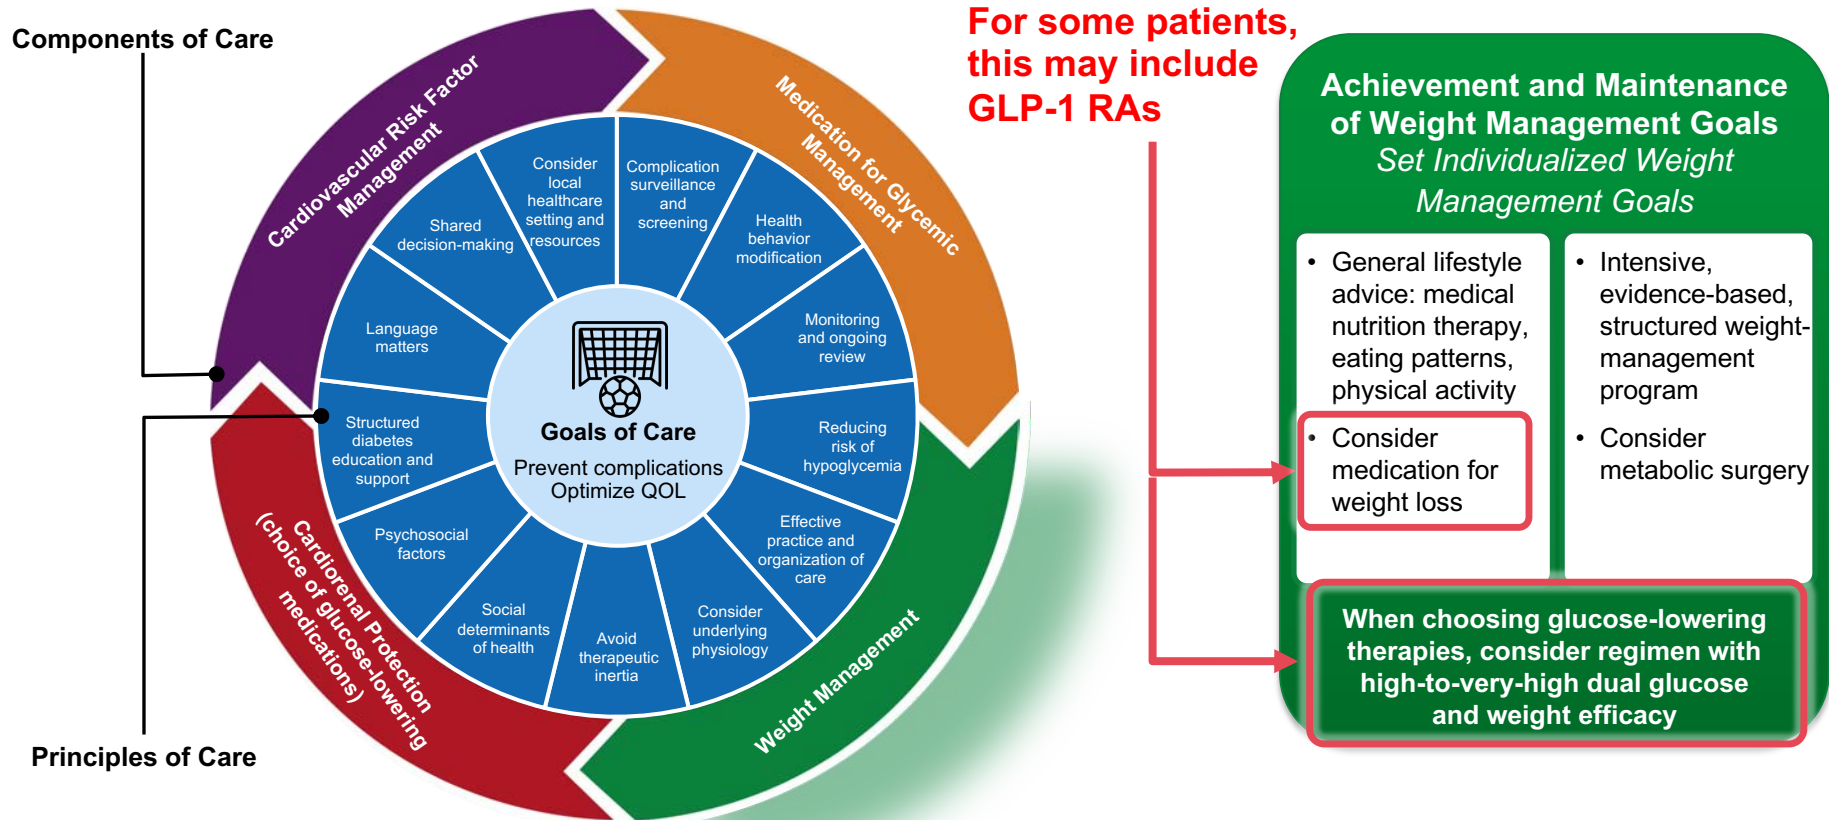 Components of Care
Cardiovascular Risk Factor
Management
Medication for Glycemic
Management
Weight Management
Cardiorenal Protection
(choice of glucose-lowering
medications)
Principles of Care
Consider
local
healthcare
setting and
resources
Complication
surveillance
and
screening
Health
behavior
modification
Monitoring
and ongoing
review
Reducing
risk of
hypoglycemia
Effective
practice and
organization of
care
Consider
underlying
physiology
Avoid
therapeutic
inertia
Social
determinants
of health
Psychosocial
factors
Structured
diabetes
education and
support
Language
matters
Shared
decision-making
Goals of Care
Prevent complications
Optimize QOL
For some patients,
this may include
GLP-1 RAs
Achievement and Maintenance
of Weight Management Goals
Set Individualized Weight
Management Goals
• General lifestyle
advice: medical
nutrition therapy,
eating patterns,
physical activity
• Consider
medication for
weight loss
• Intensive,
evidence-based,
structured weight-
management
program
• Consider
metabolic surgery
When choosing glucose-lowering
therapies, consider regimen with
high-to-very-high dual glucose
and weight efficacy